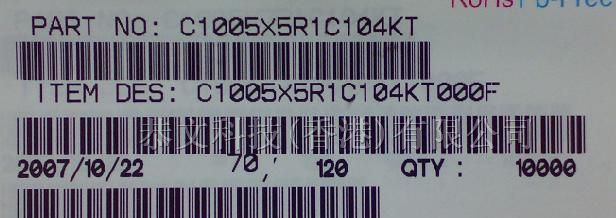 RoHS Pb-Free
PART NO: C1005X5R1C104KT
ITEM DES: C1005X5R1C104KT000F
泰文科技(香港)有限公司
2007/10/22 70, 120 QTY : 10000